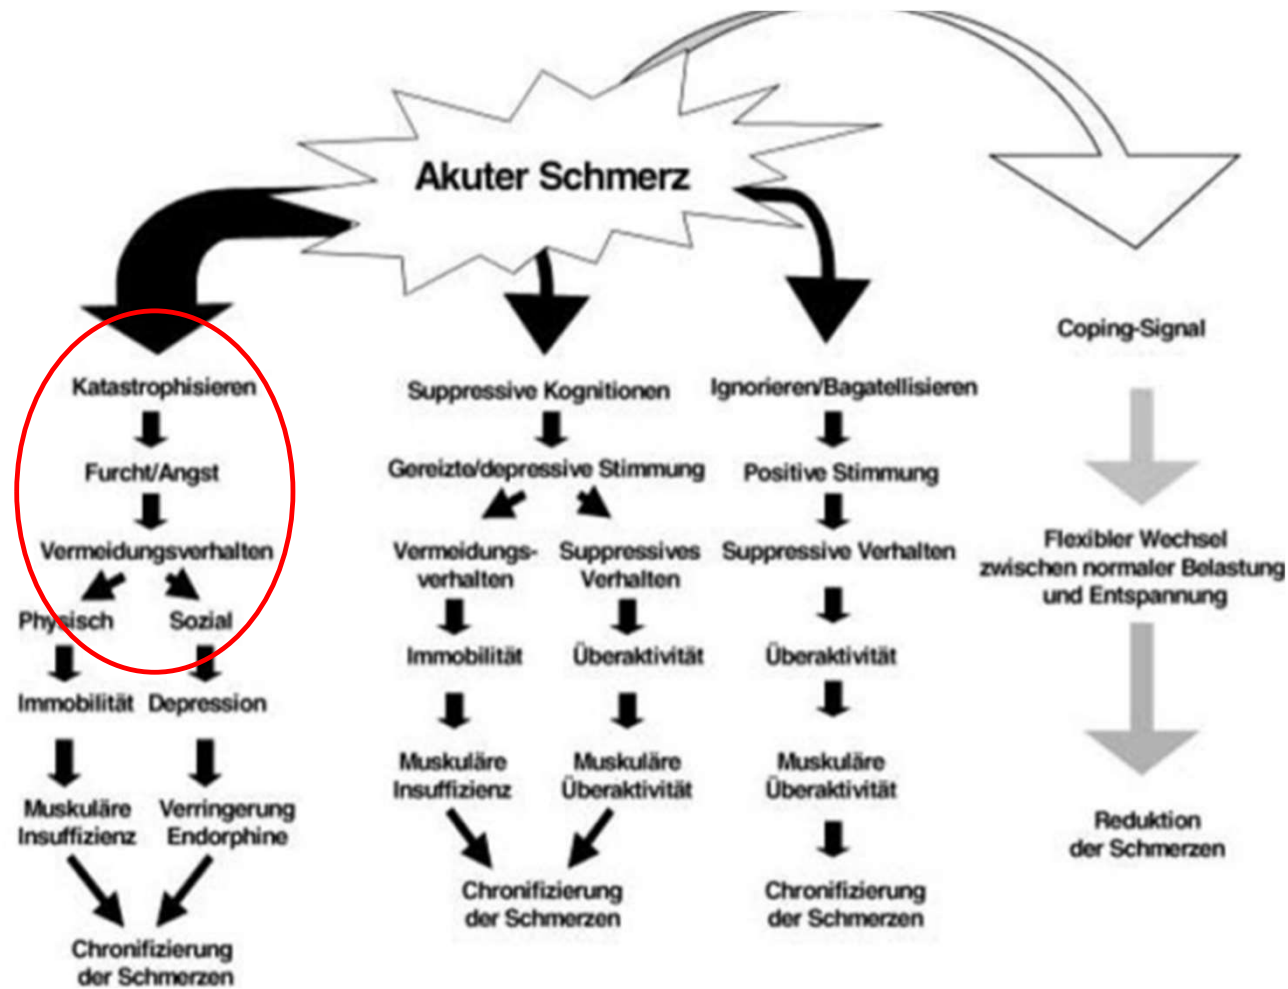 Akuter Schmerz
Katastrophisieren
Furcht/Angst
Vermeidungsverhalten
Physisch
Sozial
Immobilität
Depression
Muskuläre
Insuffizienz
Verringerung
Endorphine
Chronifizierung
der Schmerzen
Suppressive Kognitionen
Gereizte/depressive Stimmung
Vermeidungs-
verhalten
Suppressives
Verhalten
Immobilität
Überaktivität
Muskuläre
Insuffizienz
Muskuläre
Überaktivität
Chronifizierung
der Schmerzen
Ignorieren/Bagatellisieren
Positive Stimmung
Suppressive Verhalten
Überaktivität
Muskuläre
Überaktivität
Chronifizierung
der Schmerzen
Coping-Signal
Flexibler Wechsel
zwischen normaler Belastung
und Entspannung
Reduktion
der Schmerzen